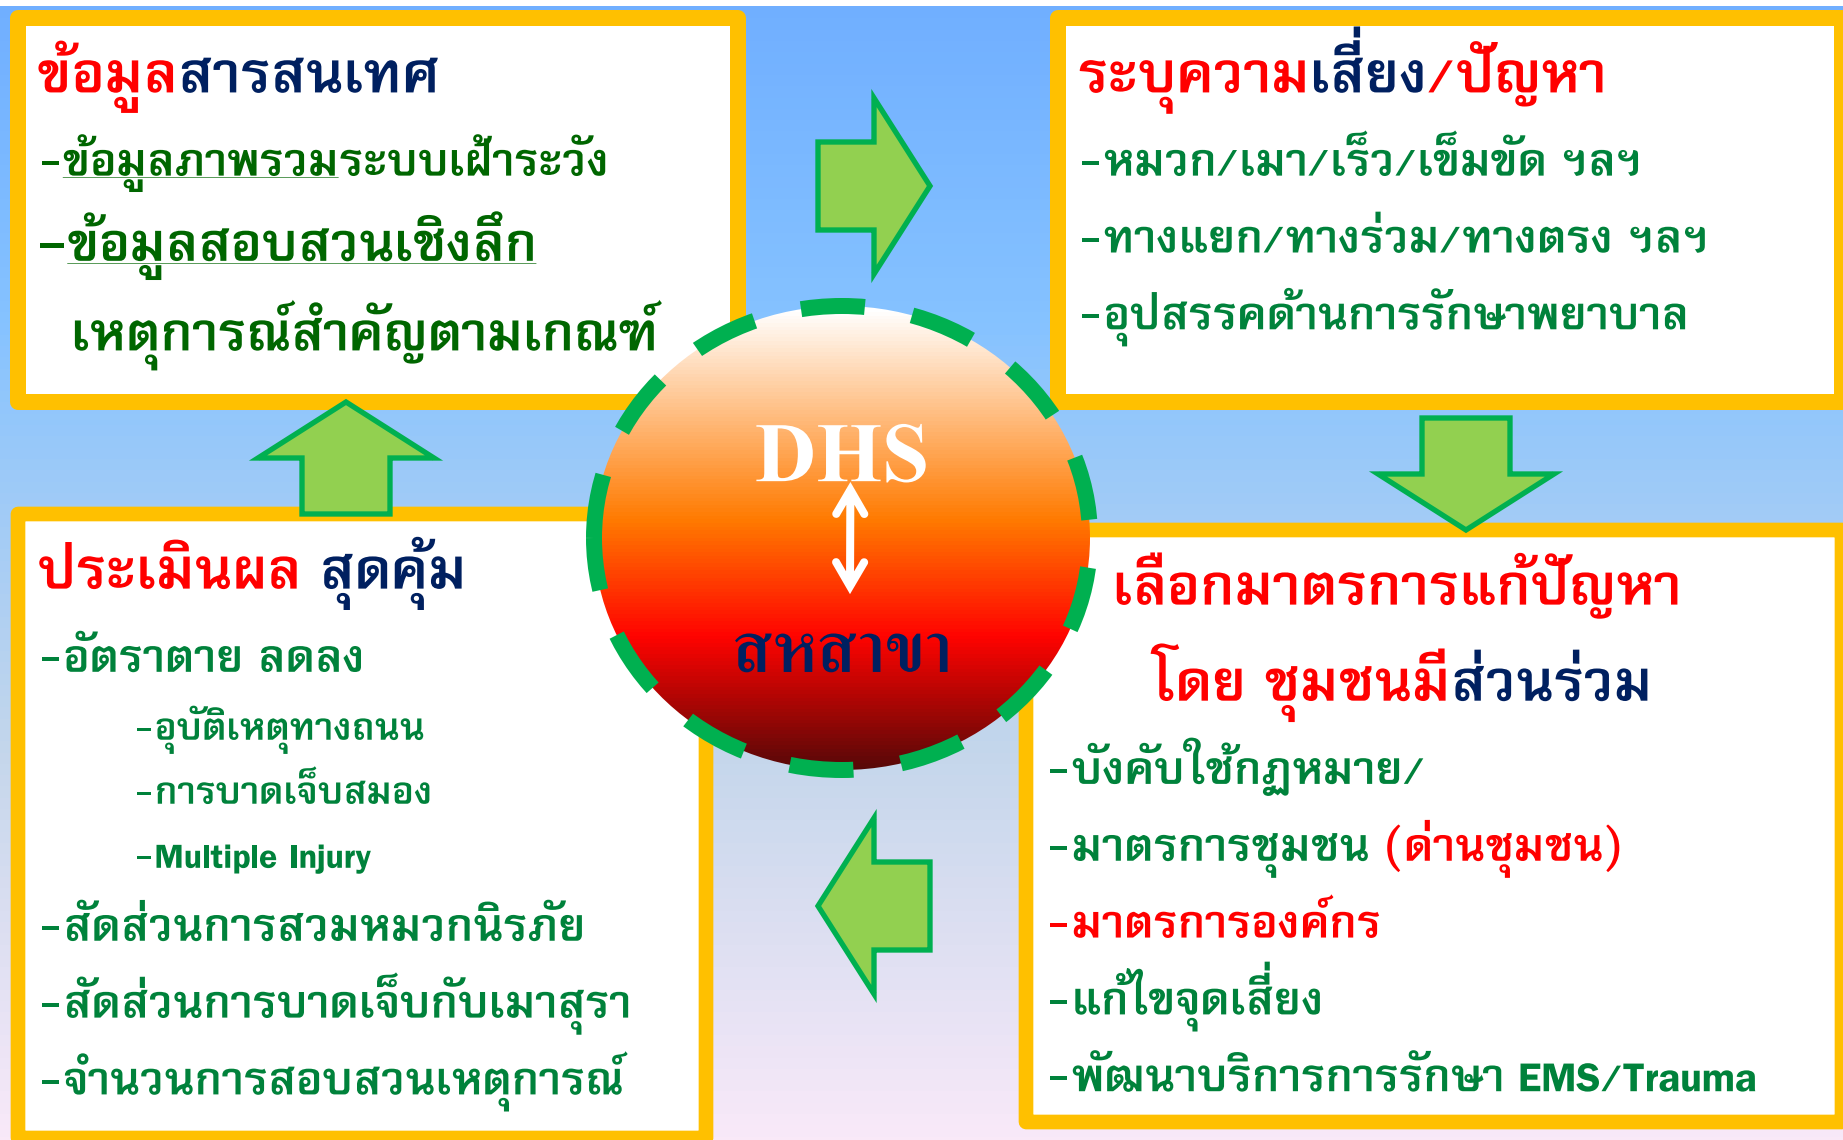 ข้อมูลสารสนเทศ
-ข้อมูลภาพรวมระบบเฝ้าระวัง
-ข้อมูลสอบสวนเชิงลึก
เหตุการณ์สำคัญตามเกณฑ์
ระบุความเสี่ยง/ปัญหา
-หมวก/เมา/เร็ว/เข็มขัด ฯลฯ
-ทางแยก/ทางร่วม/ทางตรง ฯลฯ
-อุปสรรคด้านการรักษาพยาบาล
DHS
สหสาขา
ประเมินผล สุดคุ้ม
-อัตราตาย ลดลง
-อุบัติเหตุทางถนน
-การบาดเจ็บสมอง
-Multiple Injury
-สัดส่วนการสวมหมวกนิรภัย
-สัดส่วนการบาดเจ็บกับเมาสุรา
-จำนวนการสอบสวนเหตุการณ์
เลือกมาตรการแก้ปัญหา
โดย ชุมชนมีส่วนร่วม
-บังคับใช้กฎหมาย/
-มาตรการชุมชน (ด่านชุมชน)
-มาตรการองค์กร
-แก้ไขจุดเสี่ยง
-พัฒนาบริการการรักษา EMS/Trauma